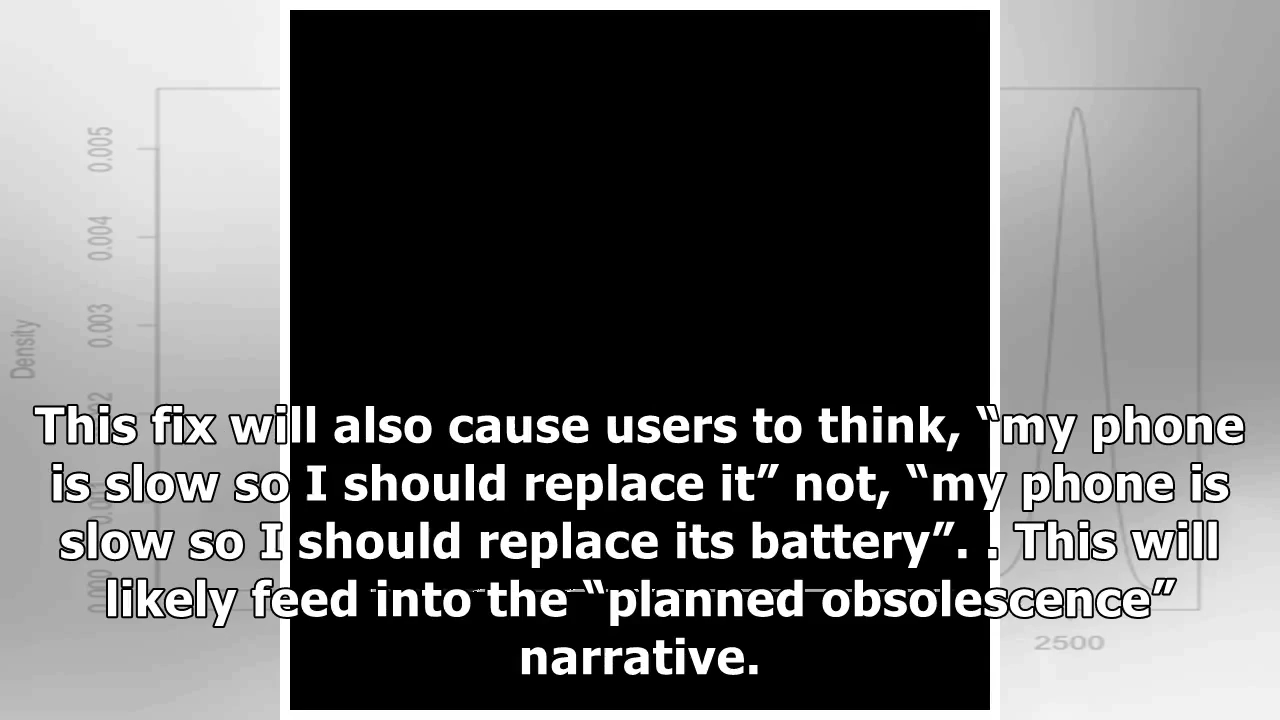 0.005
0.004
0.003
Density
This fix will also cause users to think, “my phone
is slow so I should replace it” not, “my phone is
slow so I should replace its battery”. . This will
likely feed into the “planned obsolescence”
narrative.
2500